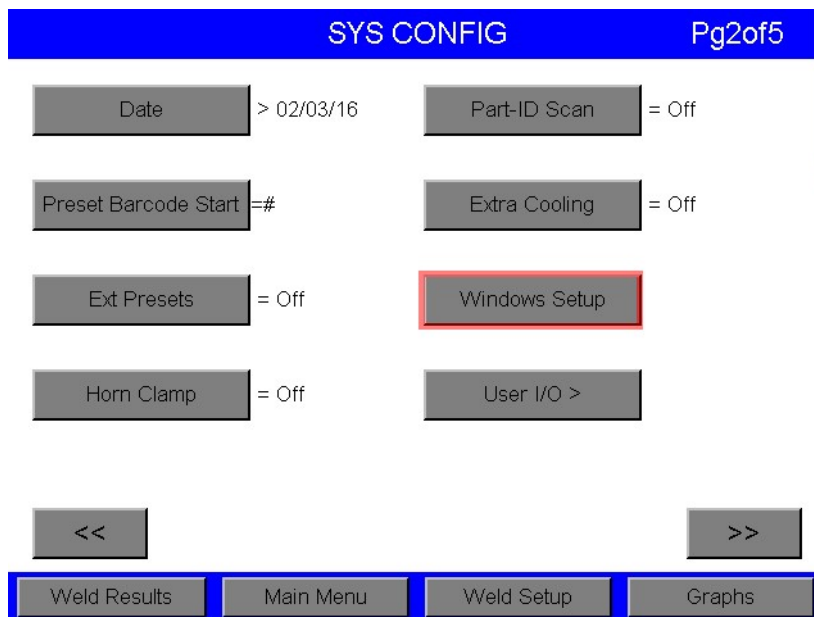 SYS CONFIG Pg2of5
Date > 02/03/16 Part-ID Scan = Off
Preset Barcode Start =# Extra Cooling = Off
Ext Presets = Off Windows Setup
Horn Clamp = Off User I/O >
<< >>
Weld Results Main Menu Weld Setup Graphs